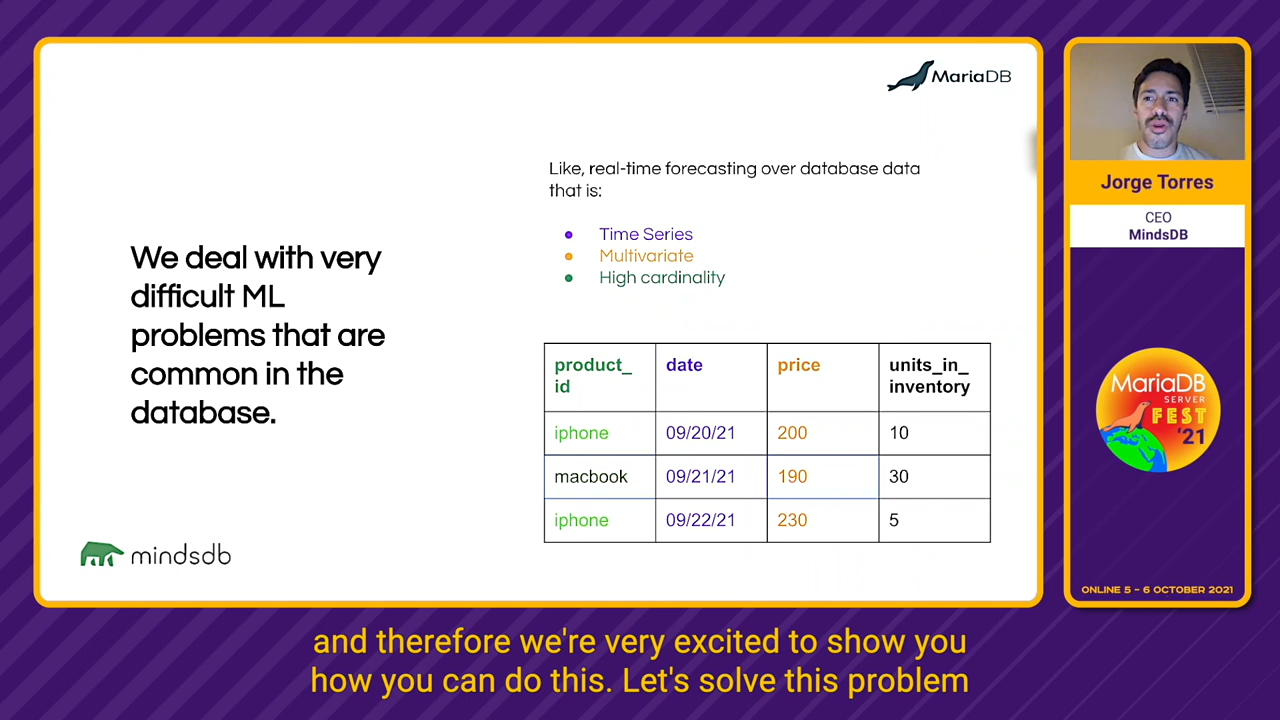 MariaDB
We deal with very
difficult ML
problems that are
common in the
database.
mindsdb
Like, real-time forecasting over database data
that is:
Time Series
Multivariate
High cardinality
product_
id
date
price
units_in_
inventory
iphone
09/20/21
200
10
macbook
09/21/21
190
30
iphone
09/22/21
230
5
Jorge Torres
CEO
MindsDB
MariaDB
SERVER
FEST
'21
ONLINE 5 - 6 OCTOBER 2021
and therefore we're very excited to show you
how you can do this. Let's solve this problem